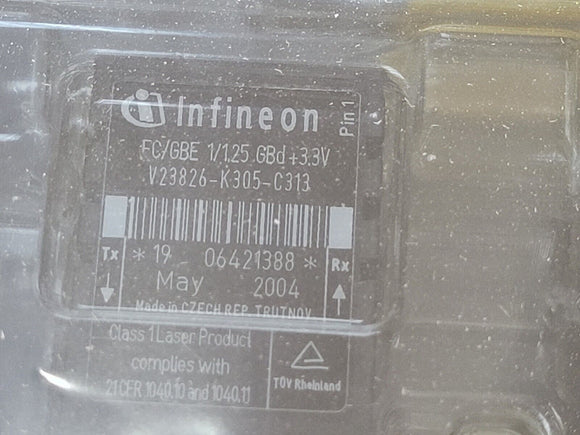 Infineon
Pin 1
FC/GBE 1/1.25 GBd +3.3V
V23826-K305-C313
Tx *19 06421388* Rx
May 2004
Made in CZECH REP. TRUTNOV
Class 1 Laser Product
complies with
21 CFR 1040.10 and 1040.11
TÜV Rheinland